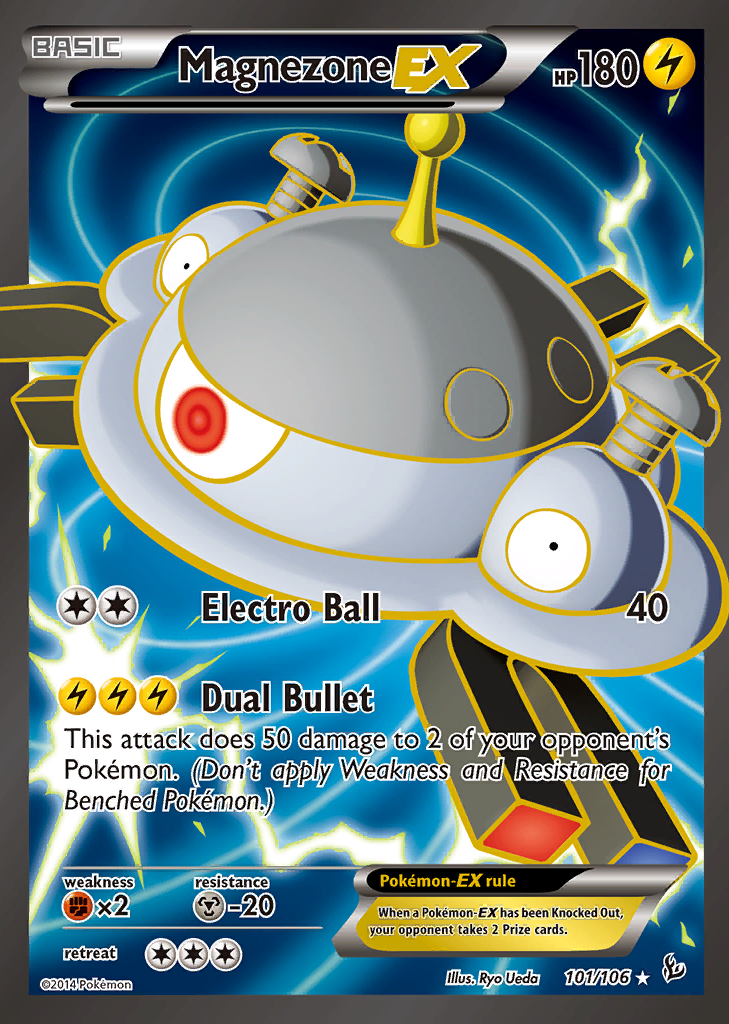 BASIC
Magnezone EX
HP180
Electro Ball 40
Dual Bullet
This attack does 50 damage to 2 of your opponent's
Pokémon. (Don't apply Weakness and Resistance for
Benched Pokémon.)
weakness resistance
×2 -20
Pokémon-EX rule
When a Pokémon-EX has been Knocked Out,
your opponent takes 2 Prize cards.
retreat
©2014 Pokémon
Illus. Ryo Ueda 101/106 ★